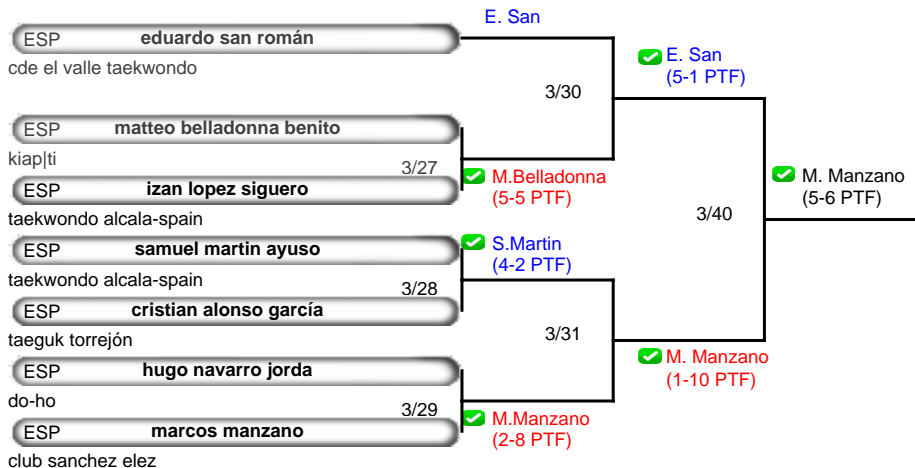 E. San
ESP eduardo san román
cde el valle taekwondo
E. San
(5-1 PTF)
3/30
ESP matteo belladonna benito
kiap|ti
3/27
M.Belladonna
(5-5 PTF)
ESP izan lopez siguero
taekwondo alcala-spain
M. Manzano
(5-6 PTF)
3/40
ESP samuel martin ayuso
taekwondo alcala-spain
S.Martin
(4-2 PTF)
3/28
ESP cristian alonso garcía
taeguk torrejón
3/31
ESP hugo navarro jorda
do-ho
M. Manzano
(1-10 PTF)
3/29
M.Manzano
(2-8 PTF)
ESP marcos manzano
club sanchez elez